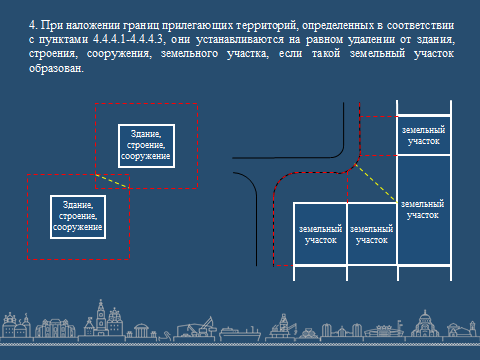 4. При наложении границ прилегающих территорий, определенных в соответствии
с пунктами 4.4.4.1-4.4.4.3, они устанавливаются на равном удалении от здания,
строения, сооружения, земельного участка, если такой земельный участок
образован.
Здание,
строение,
сооружение
земельный
участок
Здание,
строение,
сооружение
земельный
участок
земельный
участок
земельный
участок